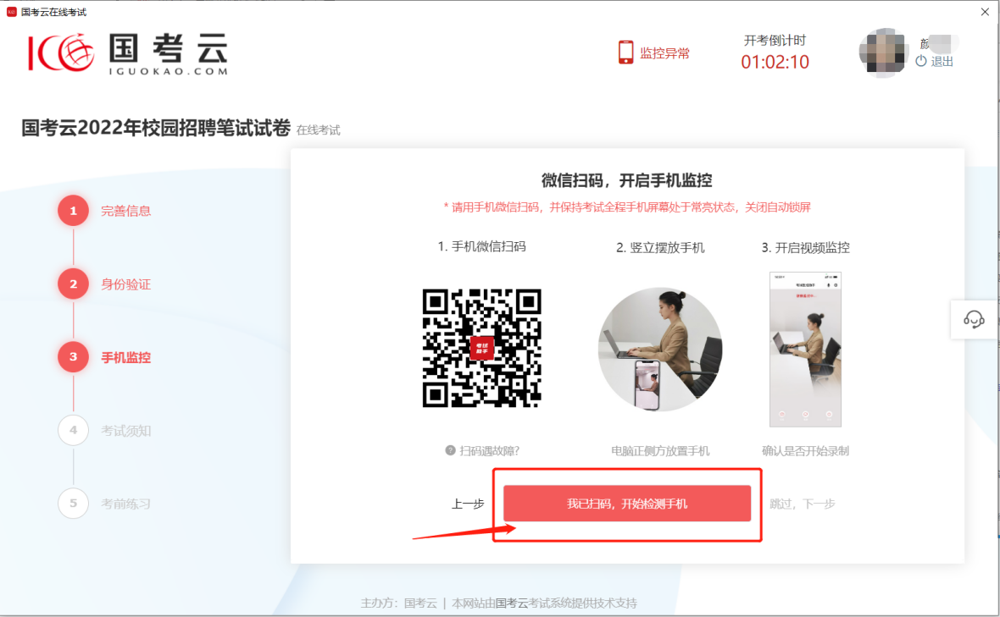 国考云在线考试
国考云
IGUOKAO.COM
监控异常
开考倒计时
01:02:10
颜
退出
国考云2022年校园招聘笔试试卷 在线考试
1 完善信息
2 身份验证
3 手机监控
4 考试须知
5 考前练习
微信扫码，开启手机监控
* 请用手机微信扫码，并保持考试全程手机屏幕处于常亮状态，关闭自动锁屏
1. 手机微信扫码
2. 竖立摆放手机
3. 开启视频监控
考试
助手
? 扫码遇故障?
电脑正侧方放置手机
确认是否开始录制
上一步
我已扫码，开始检测手机
跳过，下一步
主办方：国考云 | 本网站由国考云考试系统提供技术支持